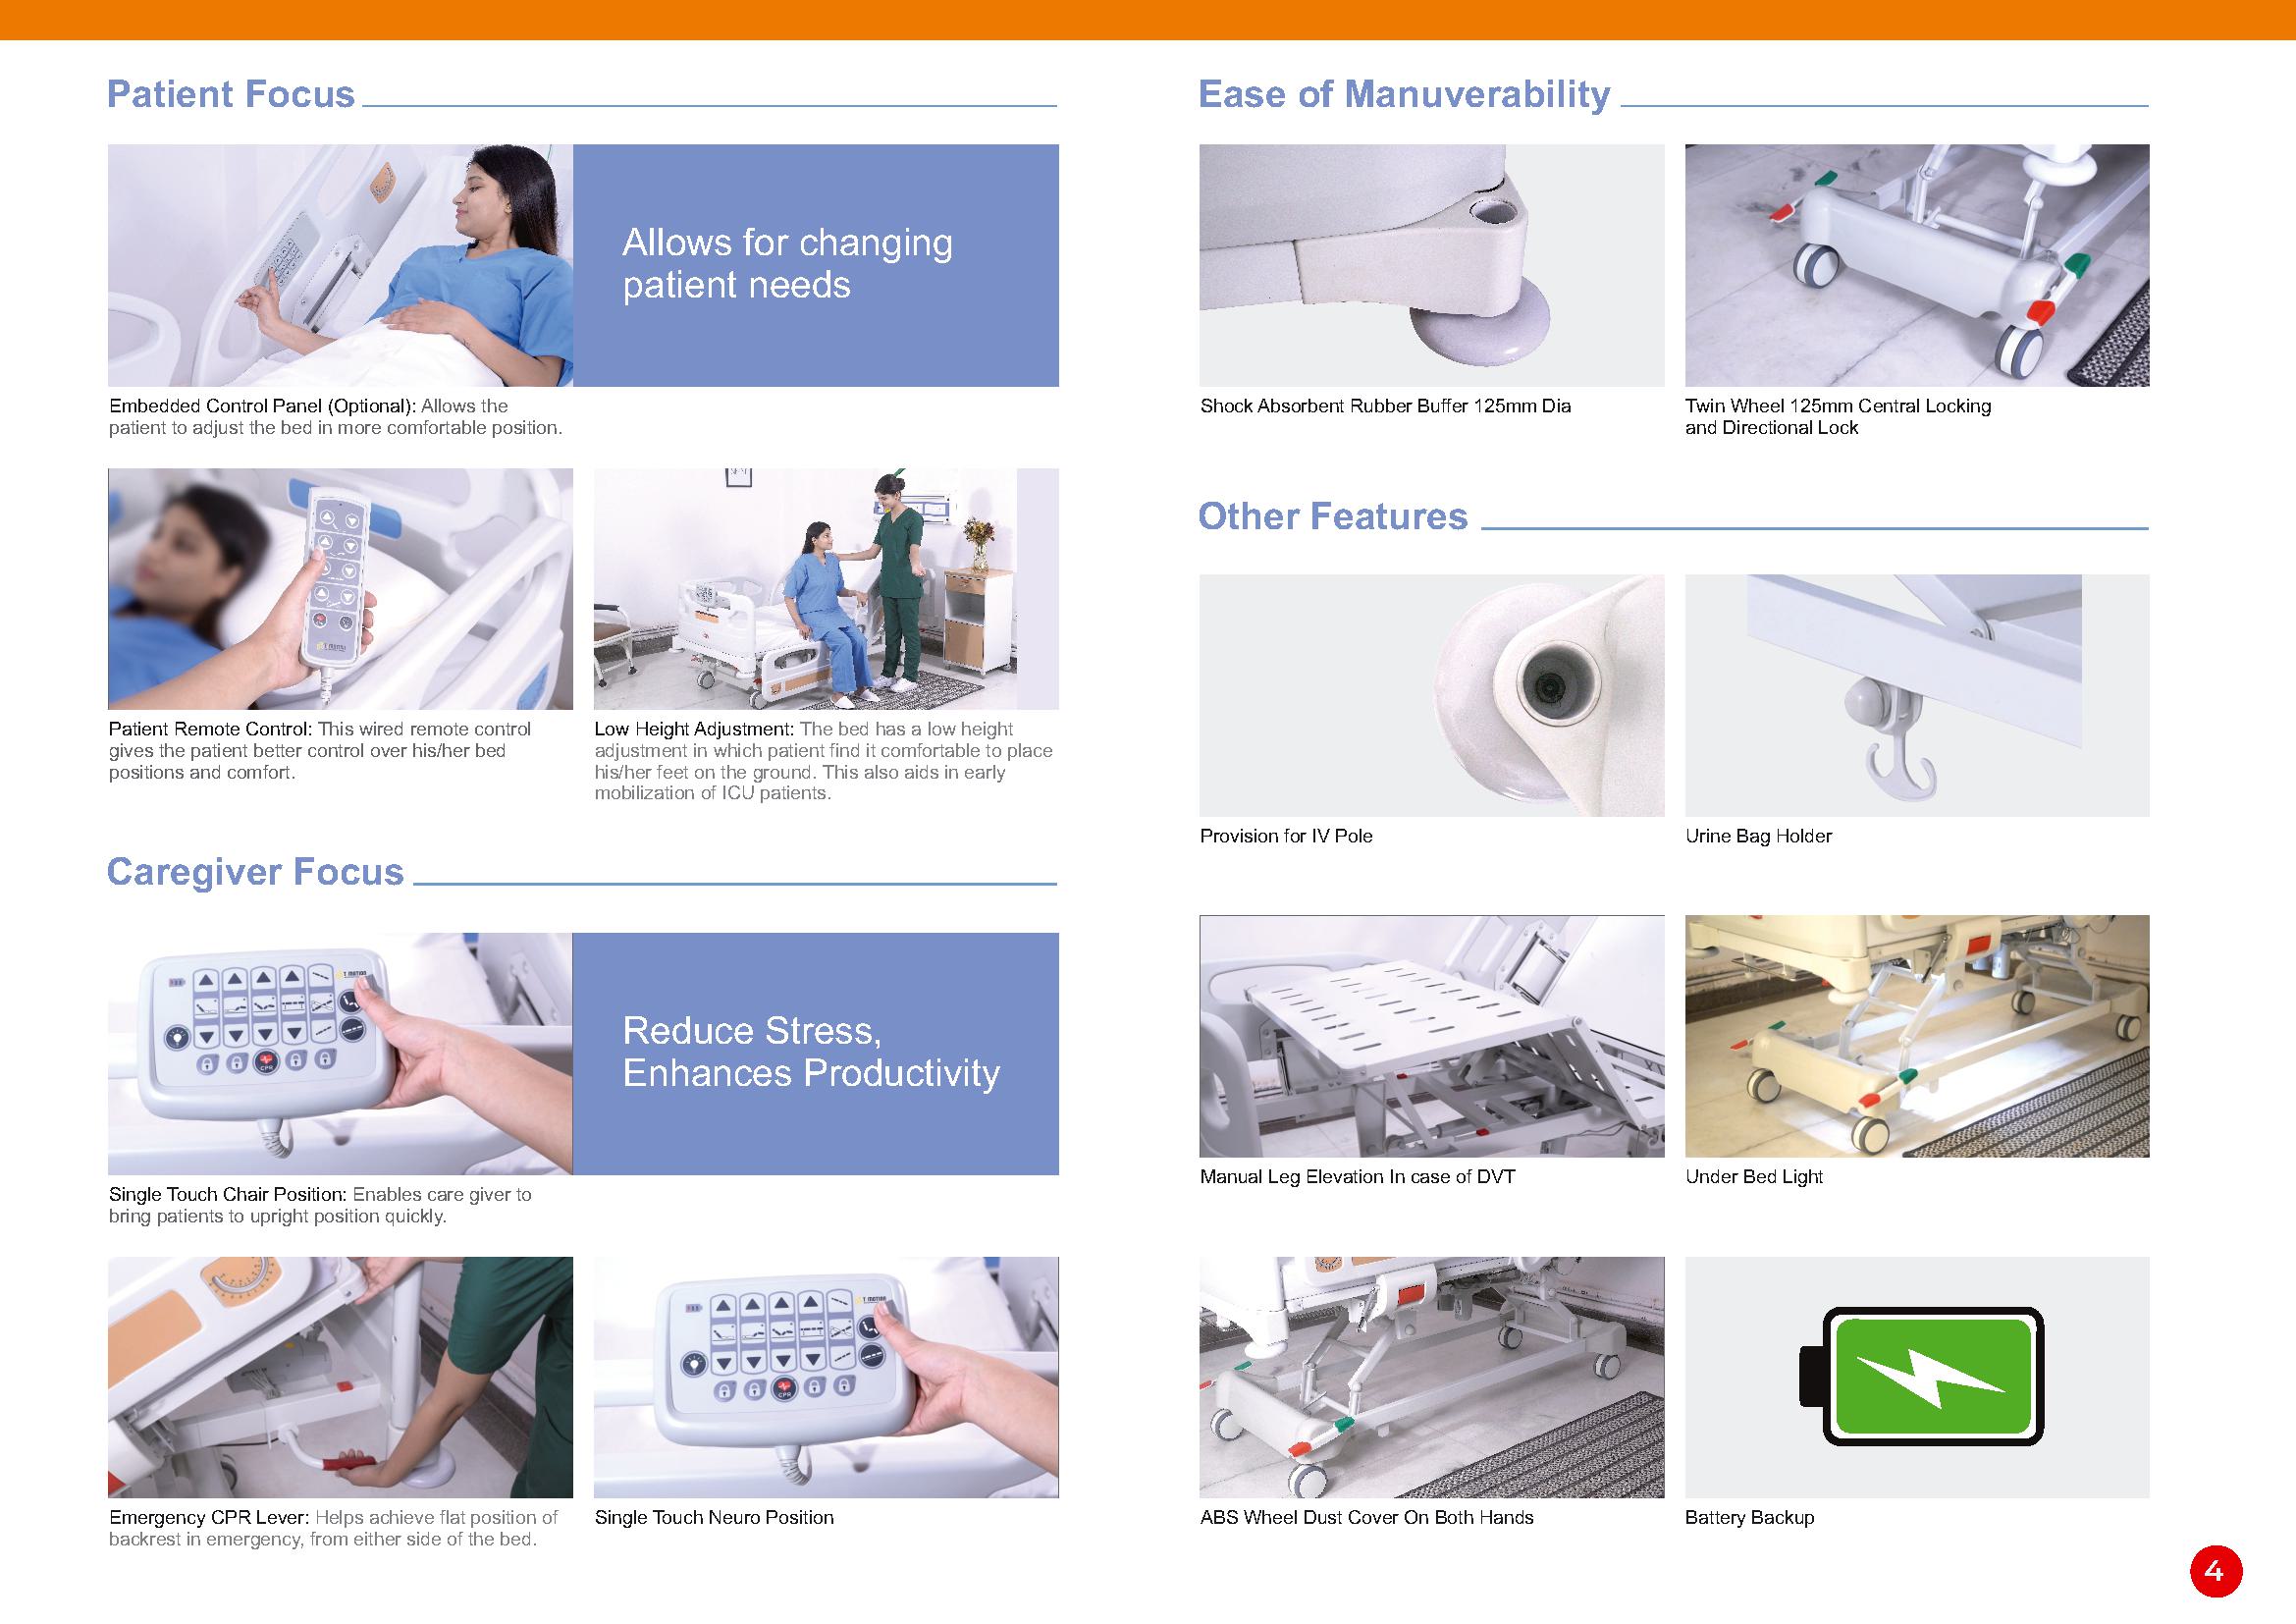 Patient Focus
Allows for changing
patient needs
Embedded Control Panel (Optional): Allows the
patient to adjust the bed in more comfortable position.
Patient Remote Control: This wired remote control
gives the patient better control over his/her bed
positions and comfort.
Low Height Adjustment: The bed has a low height
adjustment in which patient find it comfortable to place
his/her feet on the ground. This also aids in early
mobilization of ICU patients.
Caregiver Focus
CPR
Reduce Stress,
Enhances Productivity
Single Touch Chair Position: Enables care giver to
bring patients to upright position quickly.
CPR
Emergency CPR Lever: Helps achieve flat position of
backrest in emergency, from either side of the bed.
Single Touch Neuro Position
Ease of Manuverability
Shock Absorbent Rubber Buffer 125mm Dia
Twin Wheel 125mm Central Locking
and Directional Lock
Other Features
Provision for IV Pole
Urine Bag Holder
Manual Leg Elevation In case of DVT
Under Bed Light
ABS Wheel Dust Cover On Both Hands
Battery Backup
4